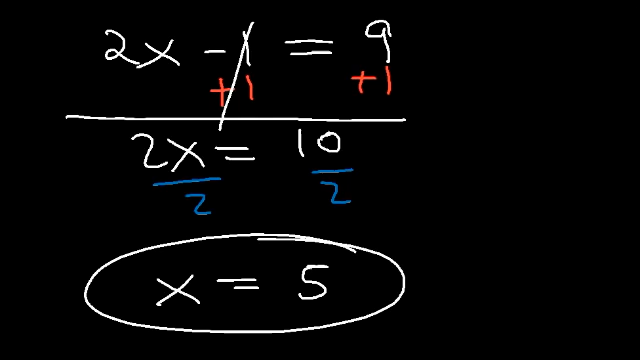 2x - 1 = 9
+1 +1
2x = 10
2 2
x = 5